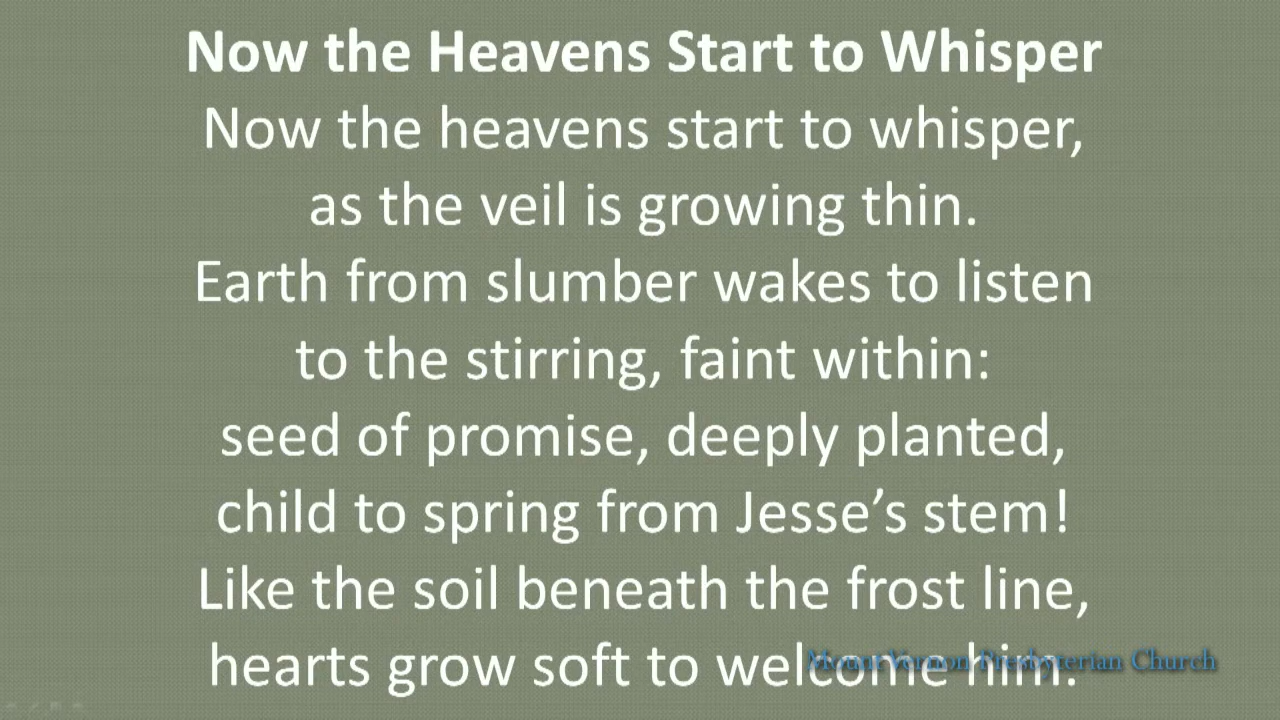 Now the Heavens Start to Whisper
Now the heavens start to whisper,
as the veil is growing thin.
Earth from slumber wakes to listen
to the stirring, faint within:
seed of promise, deeply planted,
child to spring from Jesse’s stem!
Like the soil beneath the frost line,
hearts grow soft to welcome him.
Mount Vernon Presbyterian Church